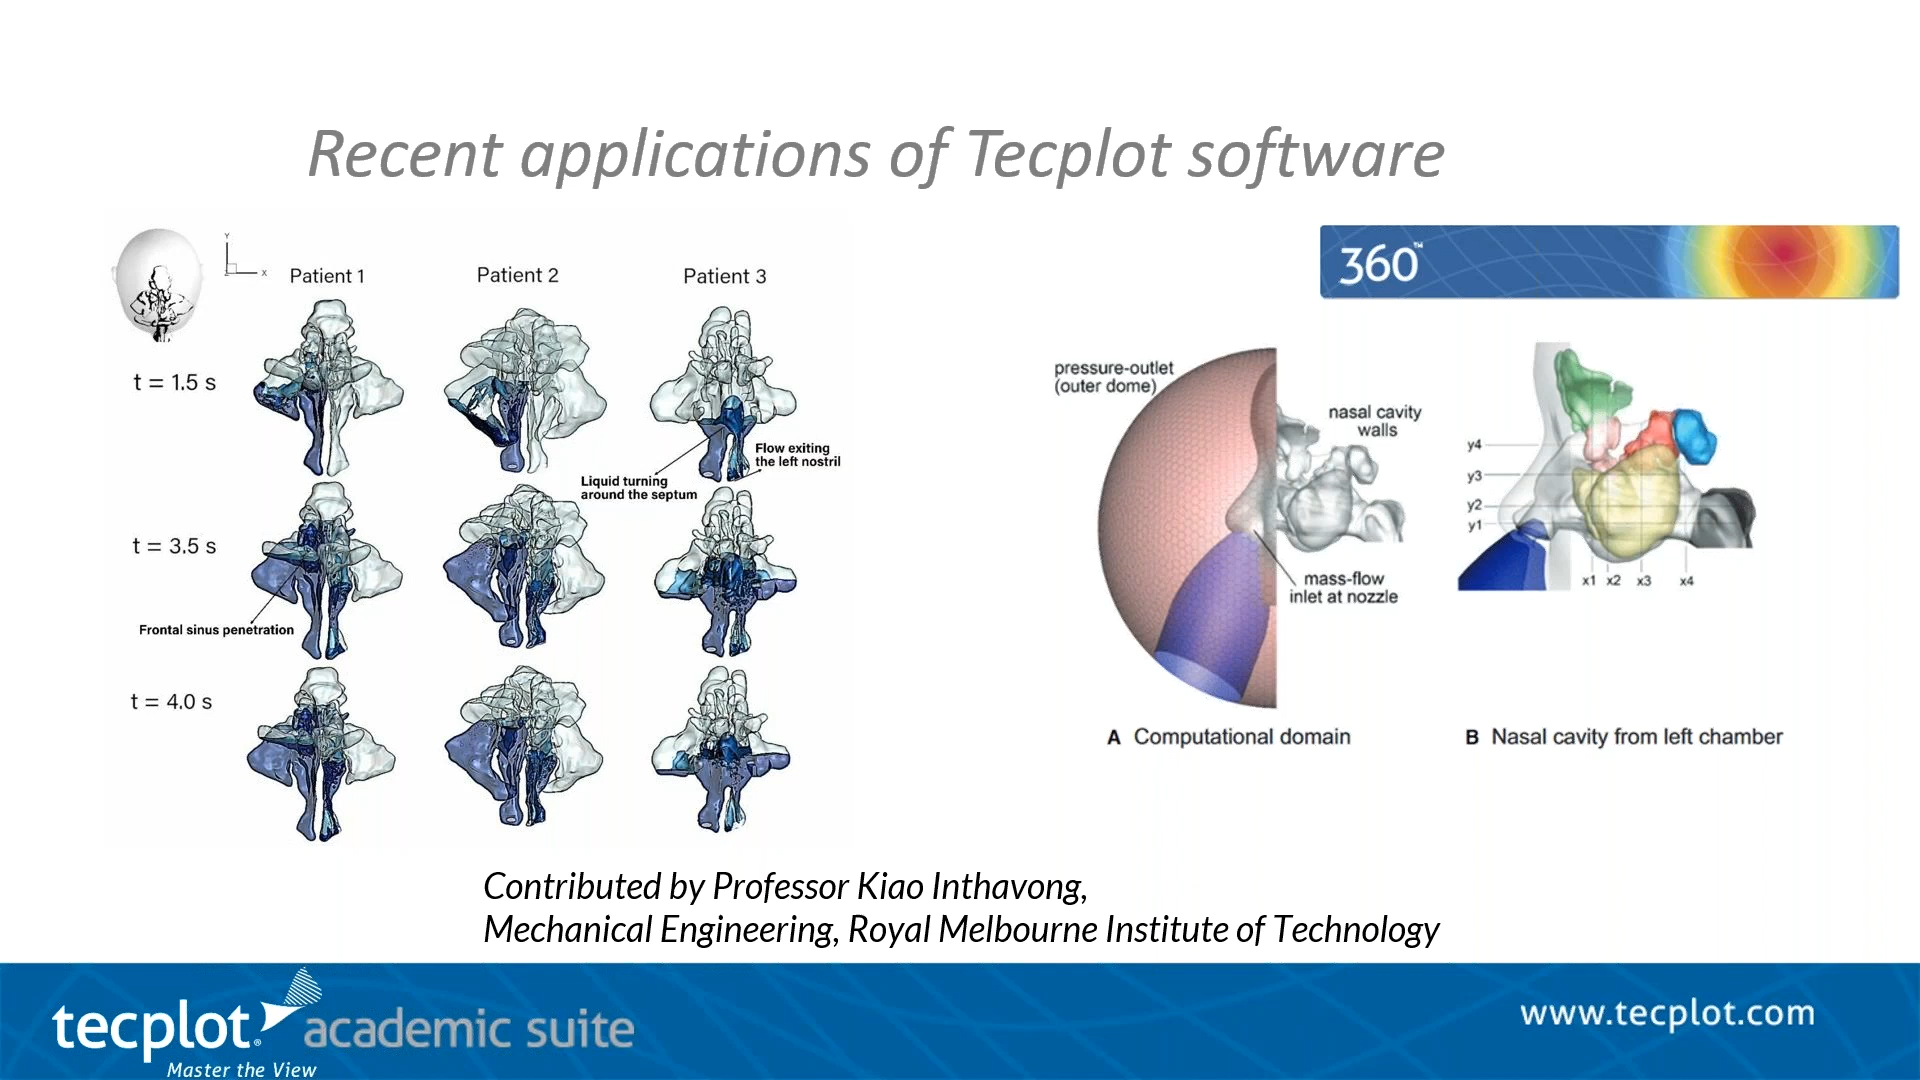 Recent applications of Tecplot software
360™
Y
X
Z
Patient 1
Patient 2
Patient 3
t = 1.5 s
Flow exiting
the left nostril
Liquid turning
around the septum
t = 3.5 s
Frontal sinus penetration
t = 4.0 s
pressure-outlet
(outer dome)
nasal cavity
walls
mass-flow
inlet at nozzle
A Computational domain
y4
y3
y2
y1
x1 x2 x3 x4
B Nasal cavity from left chamber
Contributed by Professor Kiao Inthavong,
Mechanical Engineering, Royal Melbourne Institute of Technology
tecplot® academic suite
Master the View
www.tecplot.com